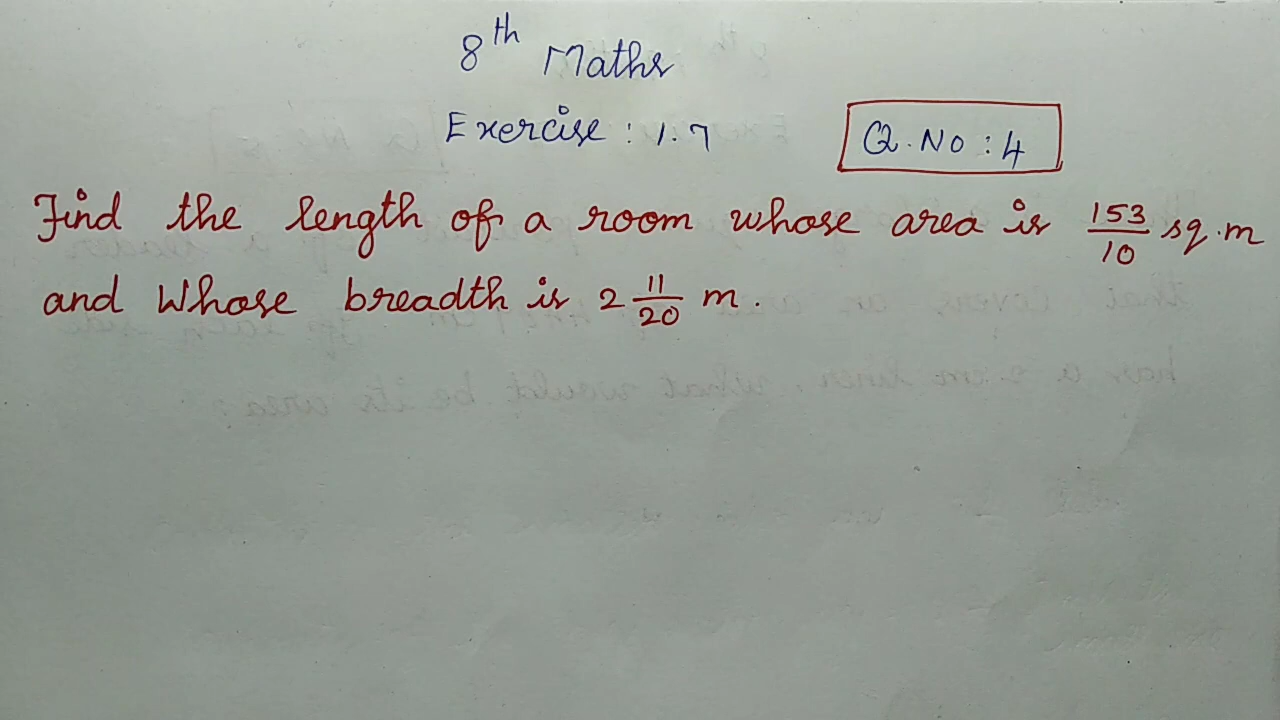 8th Maths
Exercise : 1.7
Q.No : 4
Find the length of a room whose area is 153/10 sq.m
and whose breadth is 2 11/20 m.